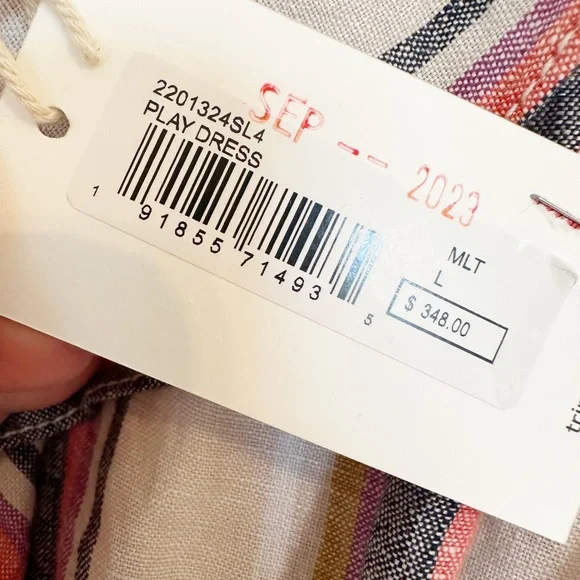 2201324SL4
PLAY DRESS
SEP -- 2023
1 91855 71493 5
MLT
L
$ 348.00